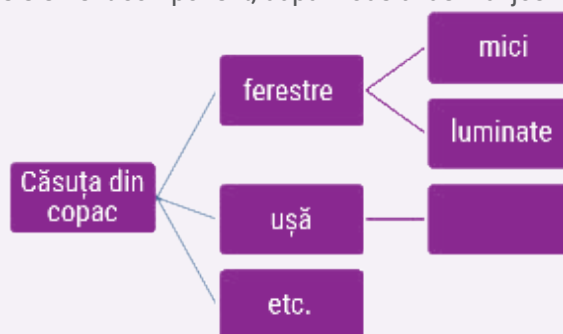 ferestre
mici
luminate
Căsuța din
copac
ușă
etc.